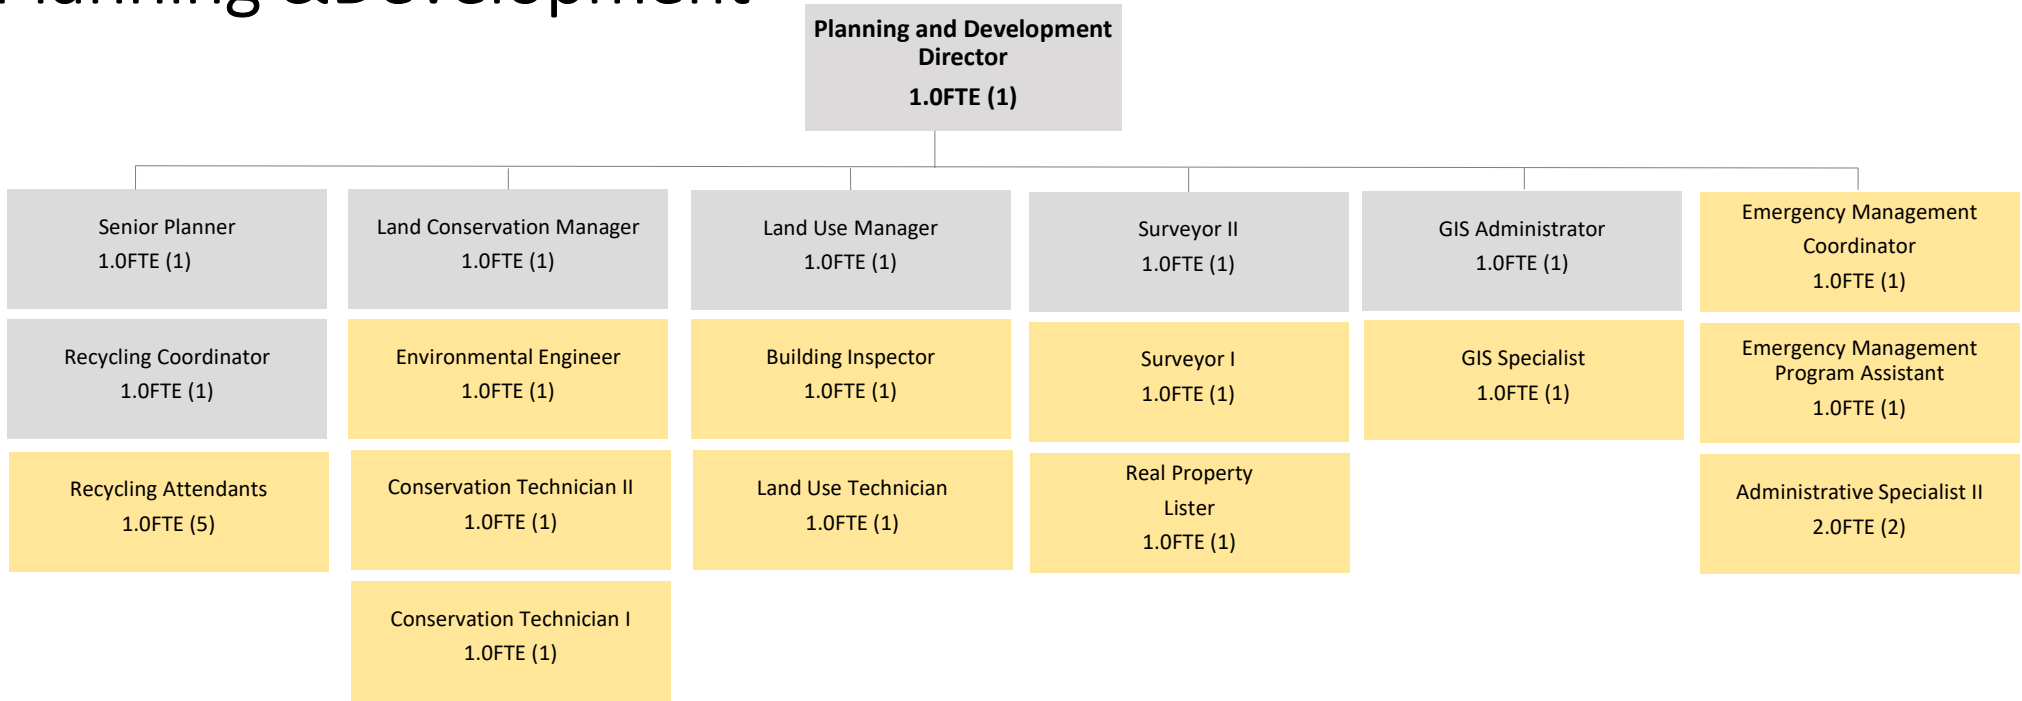 Planning &Development
Planning and Development
Director
1.0FTE (1)
Senior Planner
1.0FTE (1)
Land Conservation Manager
1.0FTE (1)
Land Use Manager
1.0FTE (1)
Surveyor II
1.0FTE (1)
GIS Administrator
1.0FTE (1)
Emergency Management
Coordinator
1.0FTE (1)
Recycling Coordinator
1.0FTE (1)
Environmental Engineer
1.0FTE (1)
Building Inspector
1.0FTE (1)
Surveyor I
1.0FTE (1)
GIS Specialist
1.0FTE (1)
Emergency Management
Program Assistant
1.0FTE (1)
Recycling Attendants
1.0FTE (5)
Conservation Technician II
1.0FTE (1)
Land Use Technician
1.0FTE (1)
Real Property
Lister
1.0FTE (1)
Administrative Specialist II
2.0FTE (2)
Conservation Technician I
1.0FTE (1)